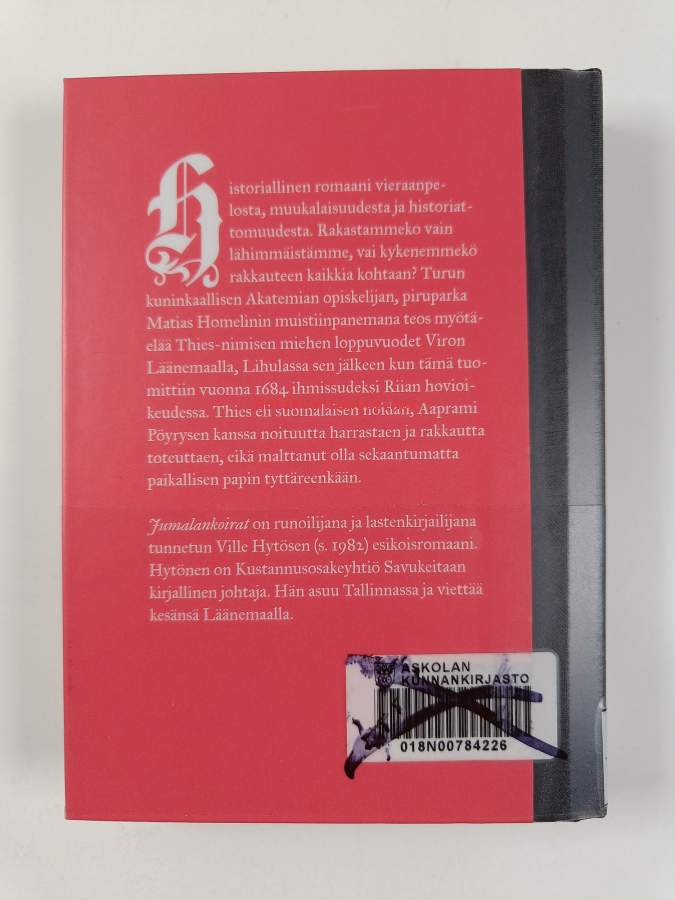 Historiallinen romaani vieraanpe-
losta, muukalaisuudesta ja historiat-
tomuudesta. Rakastammeko vain
lähimmäistämme, vai kykenemmekö
rakkauteen kaikkia kohtaan? Turun
kuninkaallisen Akatemian opiskelijan, piruparka
Matias Homelinin muistiinpanemana teos myötä-
elää Thies-nimisen miehen loppuvuodet Viron
Läänemaalla, Lihulassa sen jälkeen kun tämä tuo-
mittiin vuonna 1684 ihmissudeksi Riian hovioi-
keudessa. Thies eli suomalaisen noidan, Aaprami
Pöyrysen kanssa noituutta harrastaen ja rakkautta
toteuttaen, eikä malttanut olla sekaantumatta
paikallisen papin tyttäreenkään.
Jumalankoirat on runoilijana ja lastenkirjailijana
tunnetun Ville Hytösen (s. 1982) esikoisromaani.
Hytönen on Kustannusosakeyhtiö Savukeitaan
kirjallinen johtaja. Hän asuu Tallinnassa ja viettää
kesänsä Läänemaalla.
ASKOLAN
KUNNANKIRJASTO
018N00784226